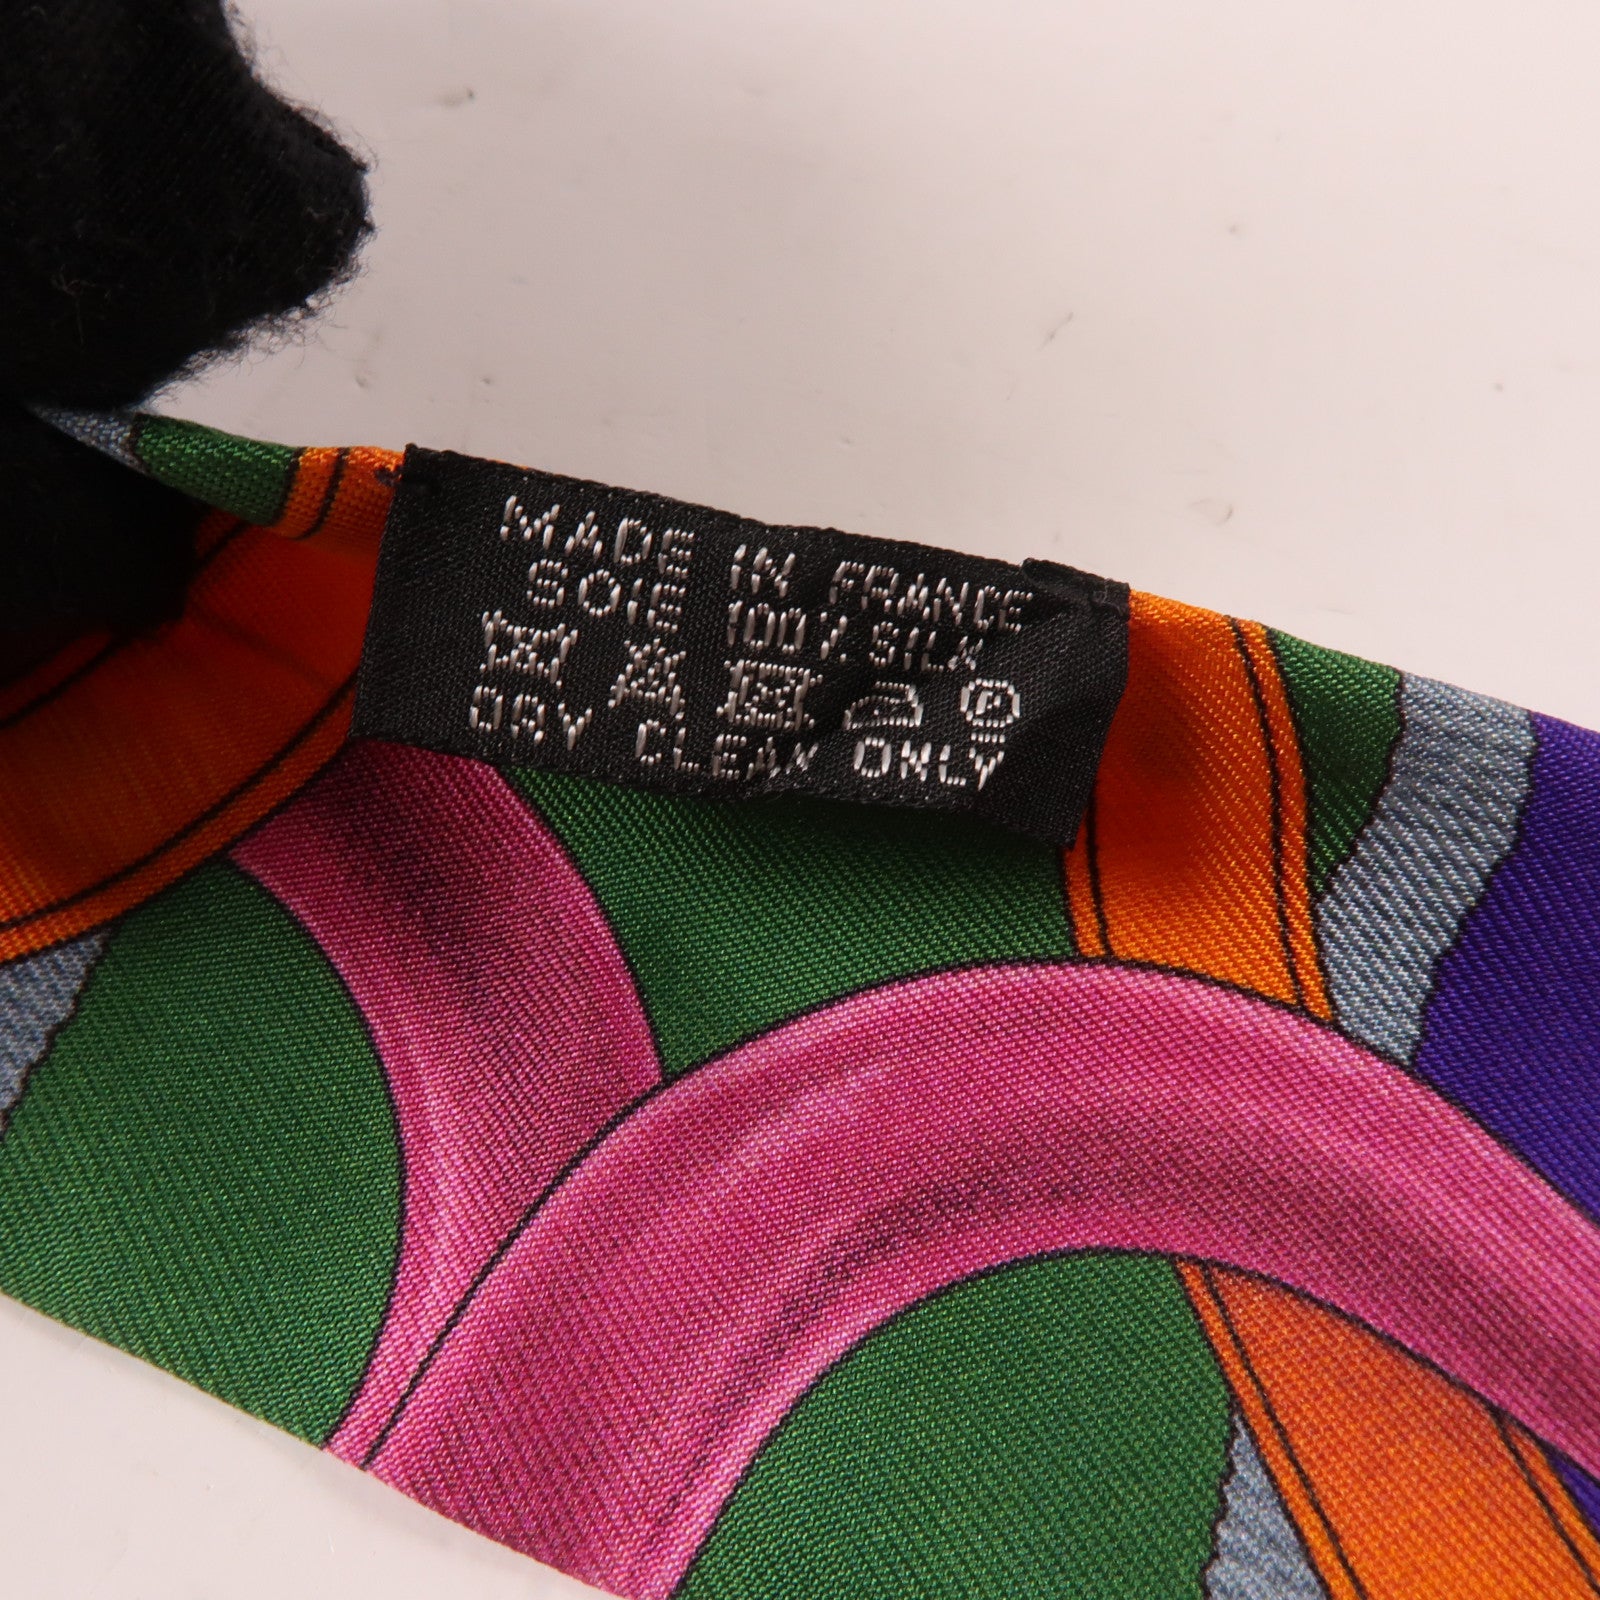 MADE IN FRANCE
SOIE 100% SILK
P
DRY CLEAN ONLY